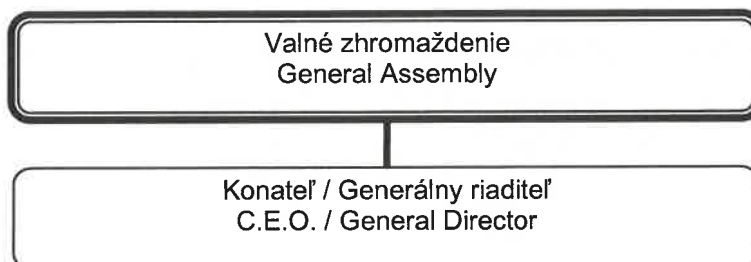 Valné zhromaždenie
General Assembly
Konateľ / Generálny riaditeľ
C.E.O. / General Director